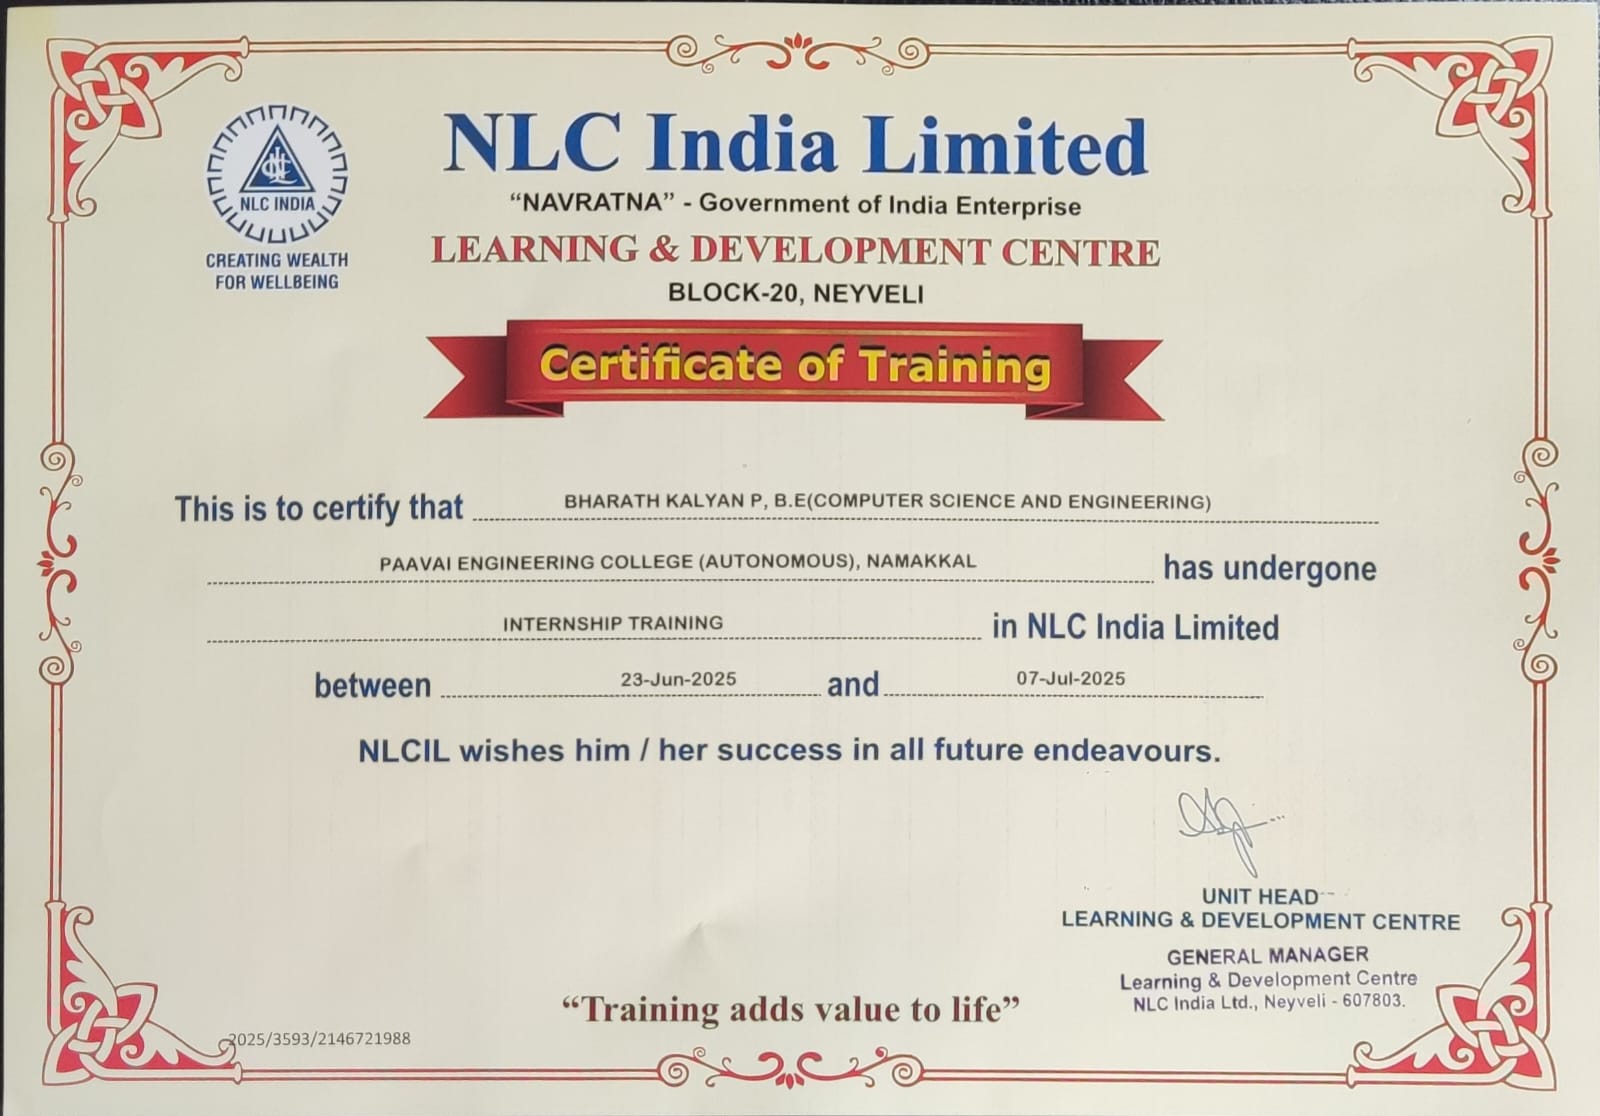 NLC INDIA
CREATING WEALTH
FOR WELLBEING
NLC India Limited
“NAVRATNA” - Government of India Enterprise
LEARNING & DEVELOPMENT CENTRE
BLOCK-20, NEYVELI
Certificate of Training
This is to certify that BHARATH KALYAN P, B.E(COMPUTER SCIENCE AND ENGINEERING)
PAAVAI ENGINEERING COLLEGE (AUTONOMOUS), NAMAKKAL has undergone
INTERNSHIP TRAINING in NLC India Limited
between 23-Jun-2025 and 07-Jul-2025
NLCIL wishes him / her success in all future endeavours.
UNIT HEAD
LEARNING & DEVELOPMENT CENTRE
GENERAL MANAGER
Learning & Development Centre
NLC India Ltd., Neyveli - 607803.
“Training adds value to life”
2025/3593/2146721988